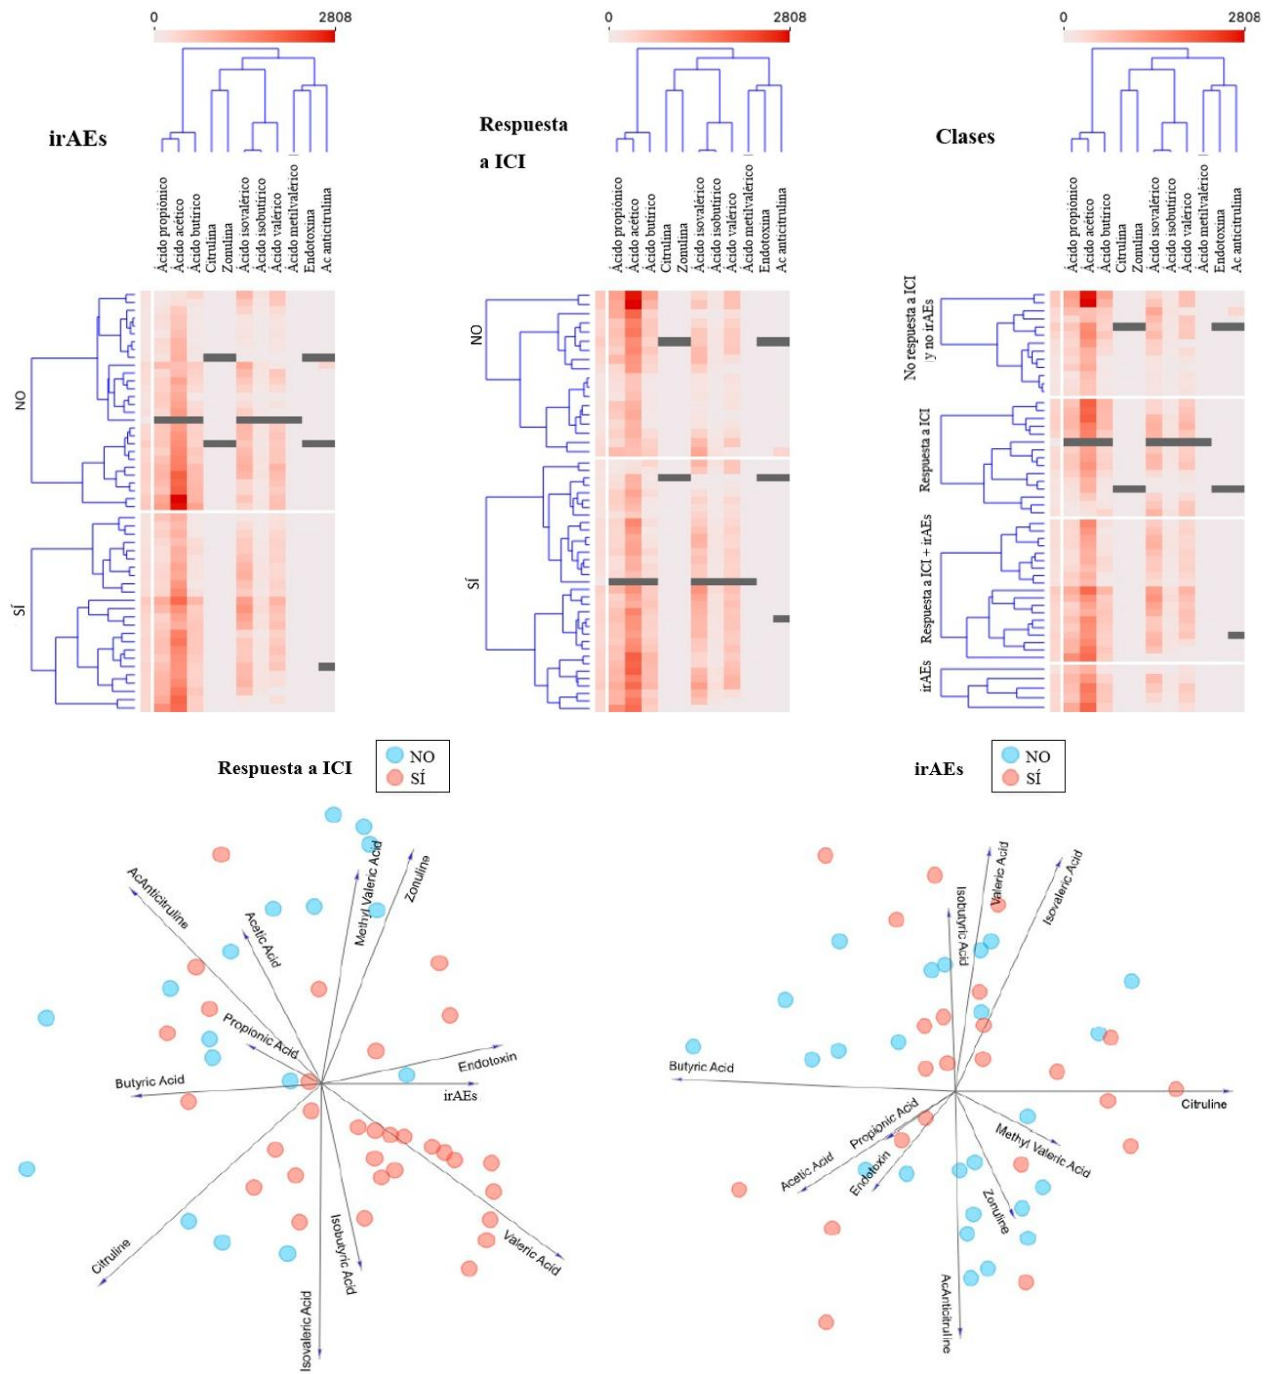 0 2808
irAEs
Ácido propiónico
Ácido acético
Ácido butírico
Citrulina
Zonulina
Ácido isovalérico
Ácido isobutírico
Ácido valérico
Ácido metilvalérico
Endotoxina
Ac anticitrulina
NO
SÍ
0 2808
Respuesta
a ICI
Ácido propiónico
Ácido acético
Ácido butírico
Citrulina
Zonulina
Ácido isovalérico
Ácido isobutírico
Ácido valérico
Ácido metilvalérico
Endotoxina
Ac anticitrulina
NO
SÍ
0 2808
Clases
Ácido propiónico
Ácido acético
Ácido butírico
Citrulina
Zonulina
Ácido isovalérico
Ácido isobutírico
Ácido valérico
Ácido metilvalérico
Endotoxina
Ac anticitrulina
No respuesta a ICI
y no irAEs
Respuesta a ICI
Respuesta a ICI + irAEs
irAEs
Respuesta a ICI
NO
SÍ
AcAnticitruline
Acetic Acid
Methyl Valeric Acid
Zonuline
Propionic Acid
Endotoxin
Butyric Acid
irAEs
Citruline
Isovaleric Acid
Isobutyric Acid
Valeric Acid
irAEs
NO
SÍ
Isobutyric Acid
Valeric Acid
Isovaleric Acid
Butyric Acid
Citruline
Propionic Acid
Methyl Valeric Acid
Acetic Acid
Endotoxin
Zonuline
AcAnticitruline